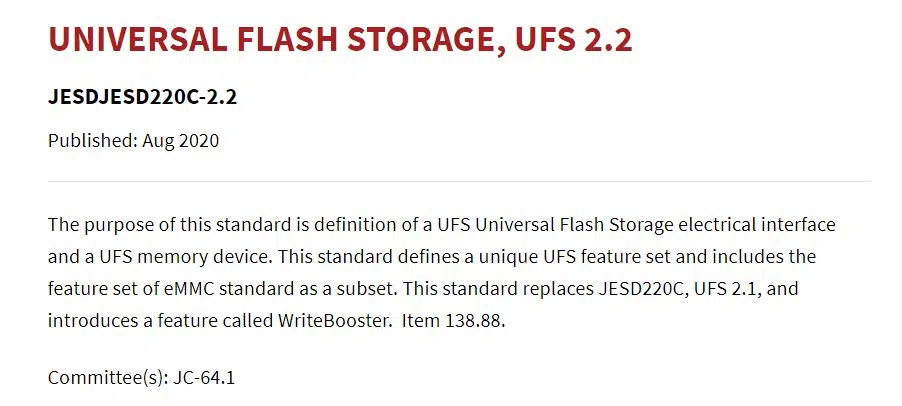 UNIVERSAL FLASH STORAGE, UFS 2.2
JESDJESD220C-2.2
Published: Aug 2020
The purpose of this standard is definition of a UFS Universal Flash Storage electrical interface
and a UFS memory device. This standard defines a unique UFS feature set and includes the
feature set of eMMC standard as a subset. This standard replaces JESD220C, UFS 2.1, and
introduces a feature called WriteBooster.  Item 138.88.
Committee(s): JC-64.1